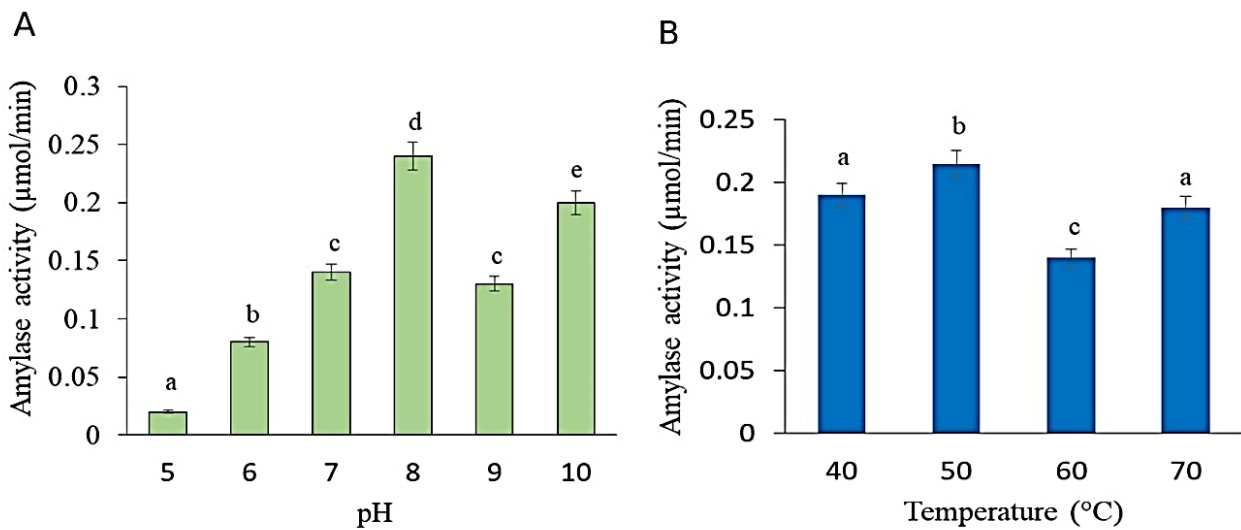 A
Amylase activity (μmol/min)
0.3
0.25
0.2
0.15
0.1
0.05
0
a
b
c
d
c
e
5 6 7 8 9 10
pH
B
Amylase activity (μmol/min)
0.25
0.2
0.15
0.1
0.05
0
a
b
c
a
40 50 60 70
Temperature (°C)